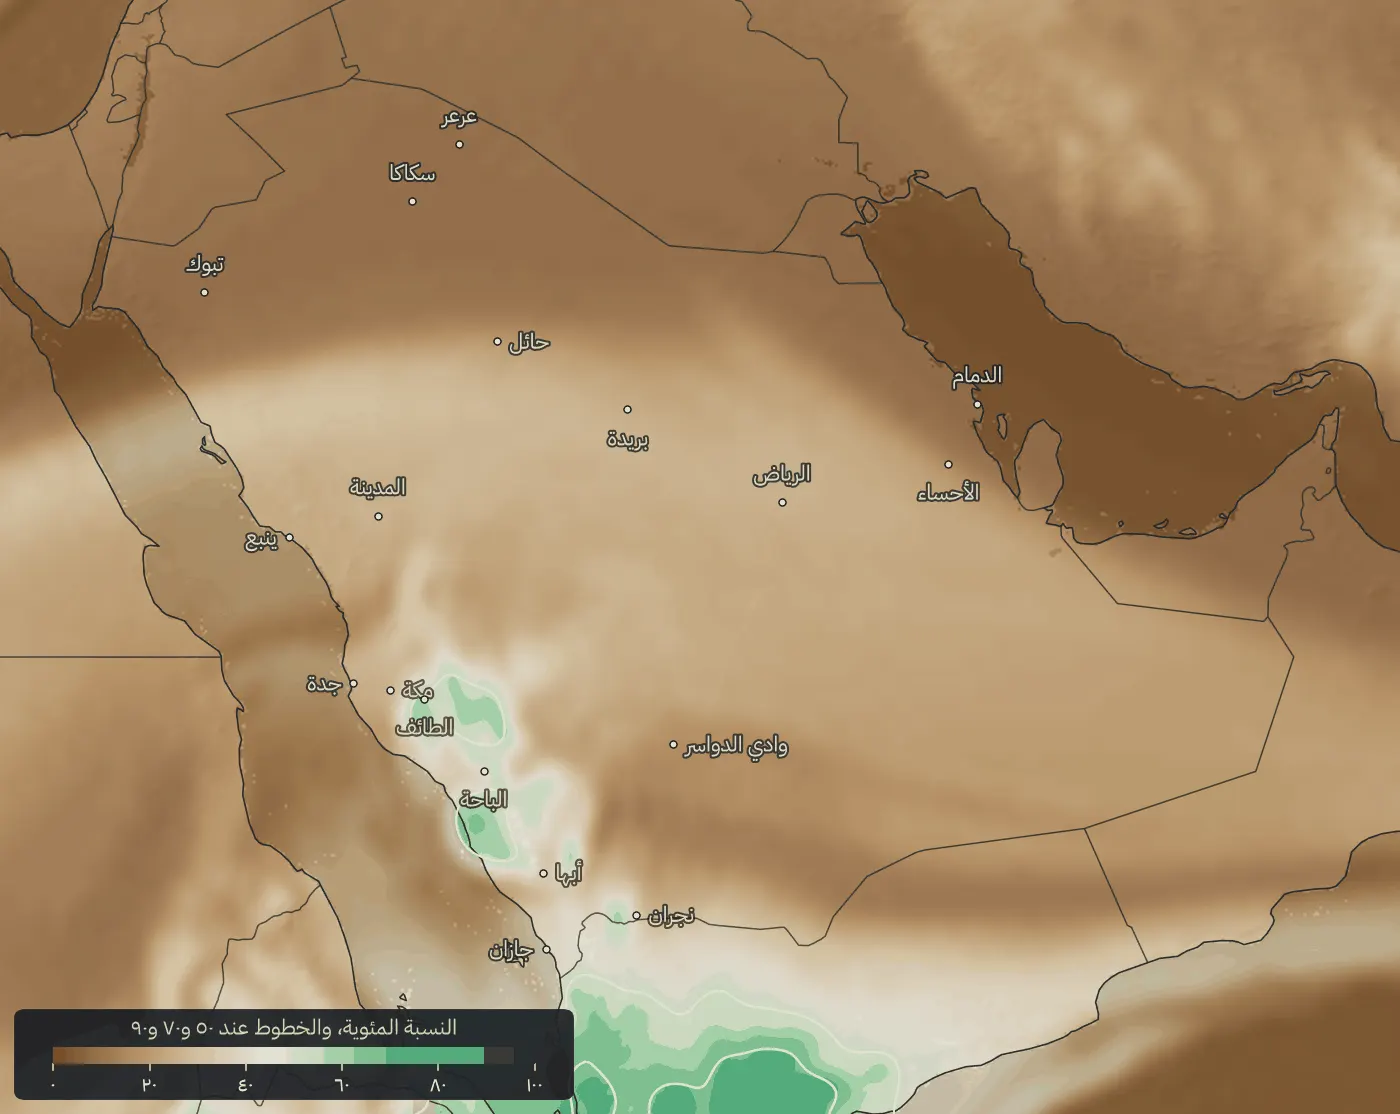 عرعر
سكاكا
تبوك
حائل
الدمام
بريدة
الرياض
الأحساء
المدينة
ينبع
جدة
مكة
الطائف
وادي الدواسر
الباحة
أبها
نجران
جازان
النسبة المئوية، والخطوط عند ٥٠ و٧٠ و٩٠
٠ ٢٠ ٤٠ ٦٠ ٨٠ ١٠٠